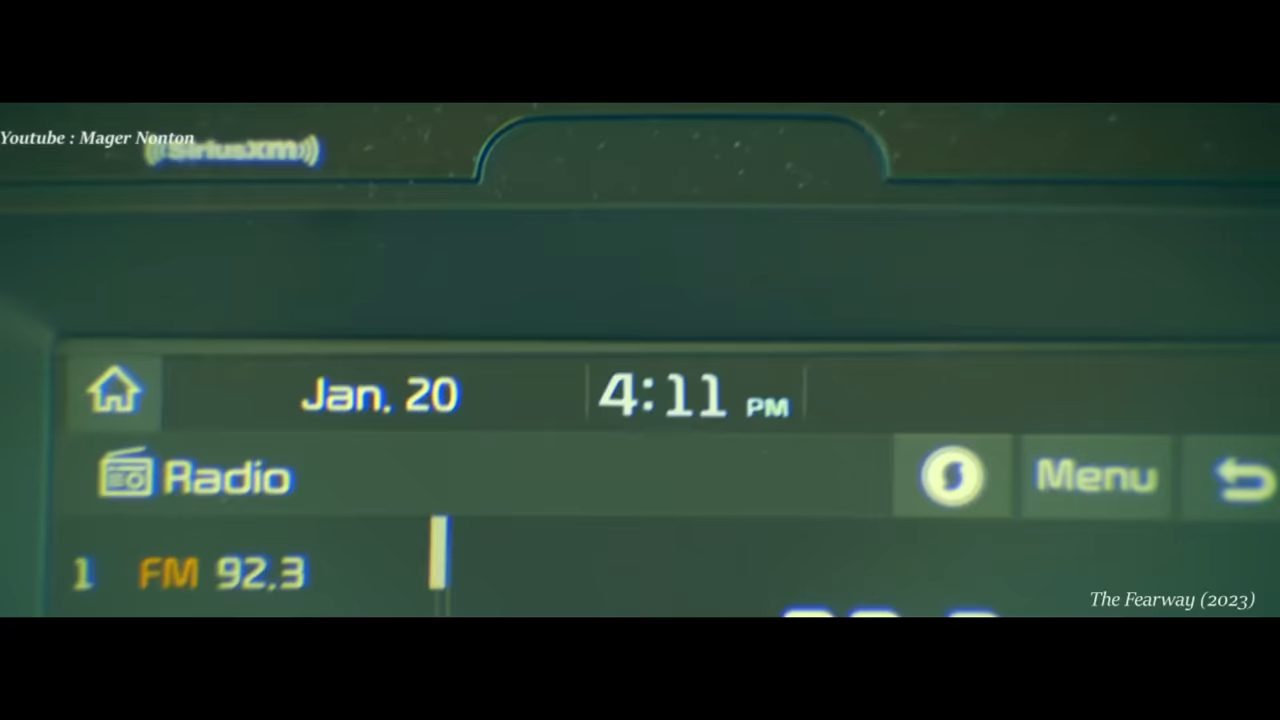 Youtube : Mager Nonton
SiriusXM
Jan, 20 4:11 PM
Radio
Menu
1 FM 92.3
The Fearway (2023)